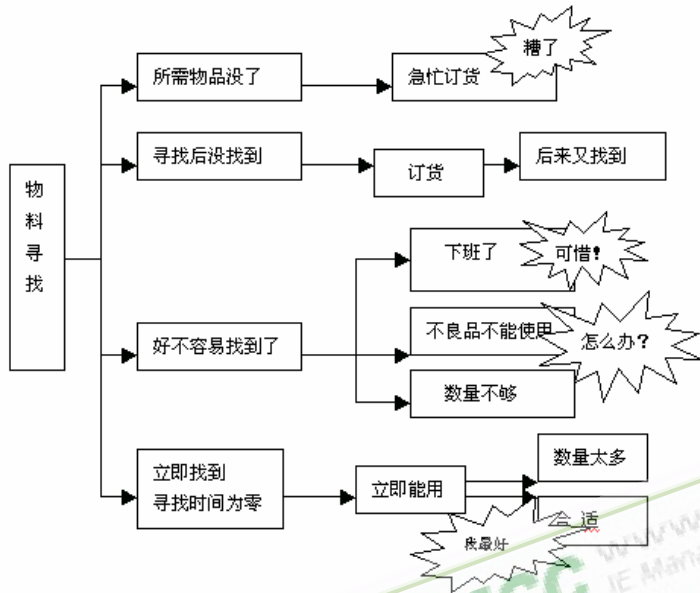 糟了
所需物品没了
急忙订货
寻找后没找到
订货
后来又找到
物
料
寻
找
下班了
可惜!
不良品不能使用
怎么办?
好不容易找到了
数量不够
立即找到
寻找时间为零
立即能用
数量太多
合适
我最好
www
IE Man